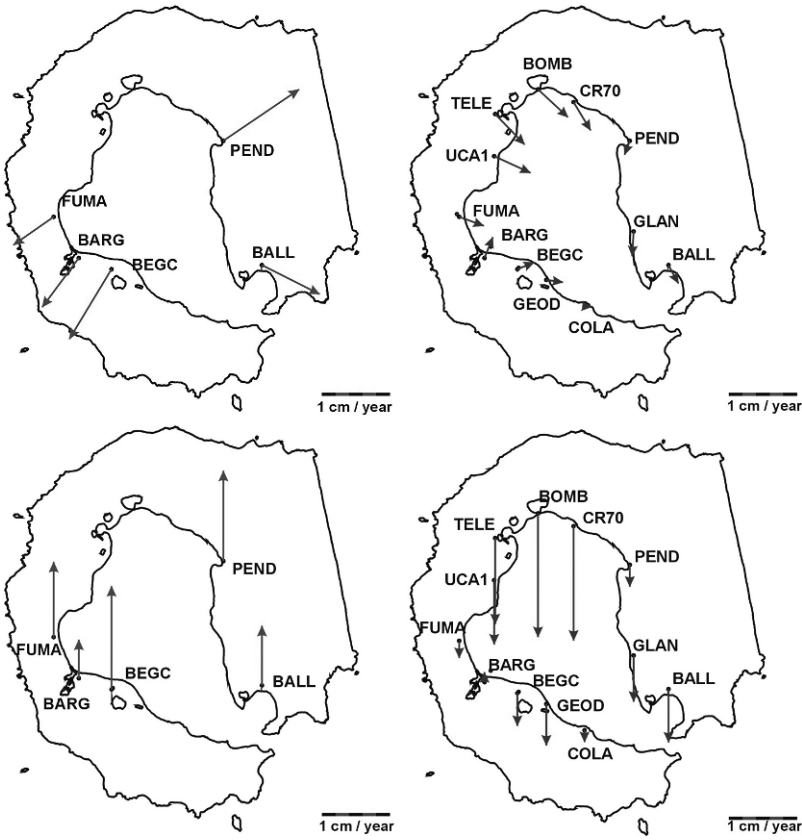 PEND
FUMA
BARG
BEGC
BALL
1 cm / year
BOMB
CR70
TELE
PEND
UCA1
FUMA
GLAN
BARG
BEGC
BALL
GEOD
COLA
1 cm / year
PEND
FUMA
BEGC
BALL
BARG
1 cm / year
BOMB
TELE
CR70
PEND
UCA1
FUMA
GLAN
BARG
BEGC
BALL
GEOD
COLA
1 cm / year